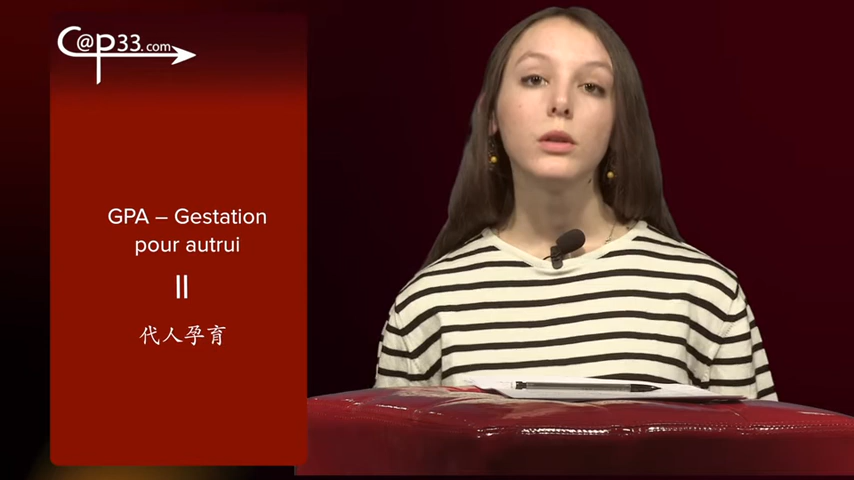 C@p33.com
GPA – Gestation
pour autrui
||
代人孕育